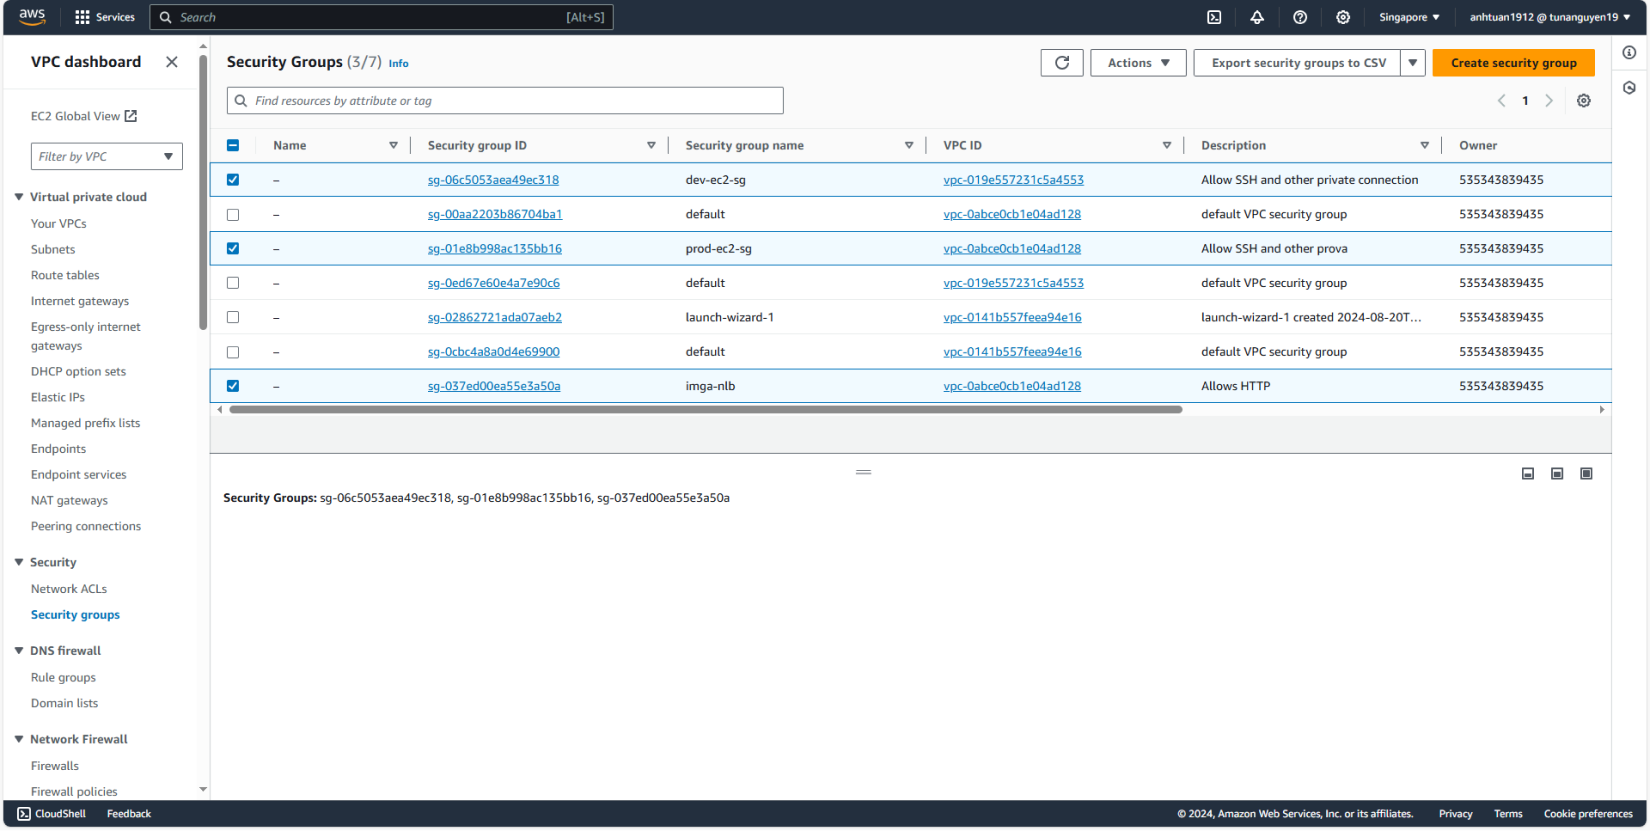 aws
Services
Search
[Alt+S]
Singapore
anhtuan1912 @ tunanguyen19
VPC dashboard
EC2 Global View
Filter by VPC
Virtual private cloud
Your VPCs
Subnets
Route tables
Internet gateways
Egress-only internet
gateways
DHCP option sets
Elastic IPs
Managed prefix lists
Endpoints
Endpoint services
NAT gateways
Peering connections
Security
Network ACLs
Security groups
DNS firewall
Rule groups
Domain lists
Network Firewall
Firewalls
Firewall policies
Security Groups (3/7) Info
Actions
Export security groups to CSV
Create security group
Find resources by attribute or tag
1
Name Security group ID Security group name VPC ID Description Owner
– sg-06c5053aea49ec318 dev-ec2-sg vpc-019e557231c5a4553 Allow SSH and other private connection 535343839435
– sg-00aa2203b86704ba1 default vpc-0abce0cb1e04ad128 default VPC security group 535343839435
– sg-01e8b998ac135bb16 prod-ec2-sg vpc-0abce0cb1e04ad128 Allow SSH and other prova 535343839435
– sg-0ed67e60e4a7e90c6 default vpc-019e557231c5a4553 default VPC security group 535343839435
– sg-02862721ada07aeb2 launch-wizard-1 vpc-0141b557feea94e16 launch-wizard-1 created 2024-08-20T... 535343839435
– sg-0cbc4a8a0d4e69900 default vpc-0141b557feea94e16 default VPC security group 535343839435
– sg-037ed00ea55e3a50a imga-nlb vpc-0abce0cb1e04ad128 Allows HTTP 535343839435
Security Groups: sg-06c5053aea49ec318, sg-01e8b998ac135bb16, sg-037ed00ea55e3a50a
CloudShell
Feedback
© 2024, Amazon Web Services, Inc. or its affiliates.
Privacy
Terms
Cookie preferences